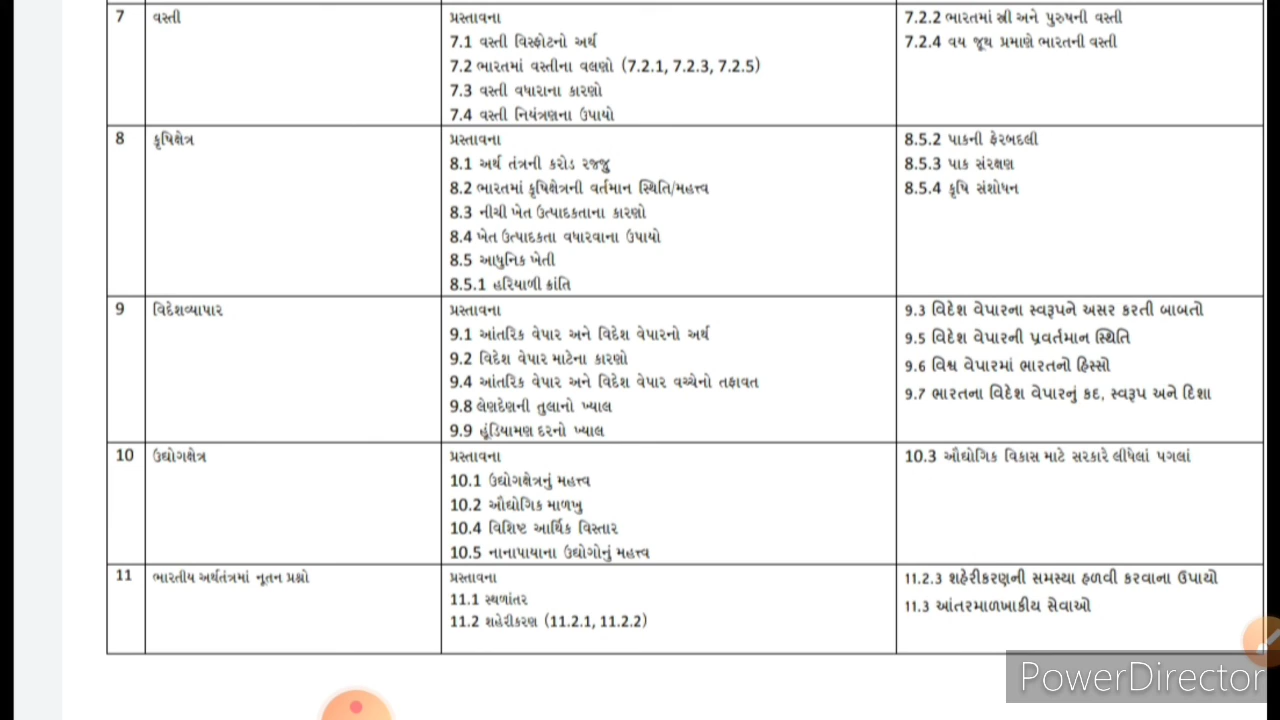 7 વસ્તી પ્રસ્તાવના 7.2.2 ભારતમાં સ્ત્રી અને પુરુષની વસ્તી
7.1 વસ્તી વિસ્ફોટનો અર્થ 7.2.4 વય જૂથ પ્રમાણે ભારતની વસ્તી
7.2 ભારતમાં વસ્તીના વલણો (7.2.1, 7.2.3, 7.2.5)
7.3 વસ્તી વધારાના કારણો
7.4 વસ્તી નિયંત્રણના ઉપાયો
8 કૃષિક્ષેત્ર પ્રસ્તાવના 8.5.2 પાકની ફેરબદલી
8.1 અર્થ તંત્રની કરોડ રજ્જુ 8.5.3 પાક સંરક્ષણ
8.2 ભારતમાં કૃષિક્ષેત્રની વર્તમાન સ્થિતિ/મહત્ત્વ 8.5.4 કૃષિ સંશોધન
8.3 નીચી ખેત ઉત્પાદકતાના કારણો
8.4 ખેત ઉત્પાદકતા વધારવાના ઉપાયો
8.5 આધુનિક ખેતી
8.5.1 હરિયાળી ક્રાંતિ
9 વિદેશવ્યાપાર પ્રસ્તાવના 9.3 વિદેશ વેપારના સ્વરૂપને અસર કરતી બાબતો
9.1 આંતરિક વેપાર અને વિદેશ વેપારનો અર્થ 9.5 વિદેશ વેપારની પ્રવર્તમાન સ્થિતિ
9.2 વિદેશ વેપાર માટેના કારણો 9.6 વિશ્વ વેપારમાં ભારતનો હિસ્સો
9.4 આંતરિક વેપાર અને વિદેશ વેપાર વચ્ચેનો તફાવત 9.7 ભારતના વિદેશ વેપારનું કદ, સ્વરૂપ અને દિશા
9.8 લેણદેણની તુલાનો ખ્યાલ
9.9 હૂંડિયામણ દરનો ખ્યાલ
10 ઉદ્યોગક્ષેત્ર પ્રસ્તાવના 10.3 ઔદ્યોગિક વિકાસ માટે સરકારે લીધેલાં પગલાં
10.1 ઉદ્યોગક્ષેત્રનું મહત્ત્વ
10.2 ઔદ્યોગિક માળખુ
10.4 વિશિષ્ટ આર્થિક વિસ્તાર
10.5 નાનાપાયાના ઉદ્યોગોનું મહત્ત્વ
11 ભારતીય અર્થતંત્રમાં નૂતન પ્રશ્નો પ્રસ્તાવના 11.2.3 શહેરીકરણની સમસ્યા હળવી કરવાના ઉપાયો
11.1 સ્થળાંતર 11.3 આંતરમાળખાકીય સેવાઓ
11.2 શહેરીકરણ (11.2.1, 11.2.2)
PowerDirector